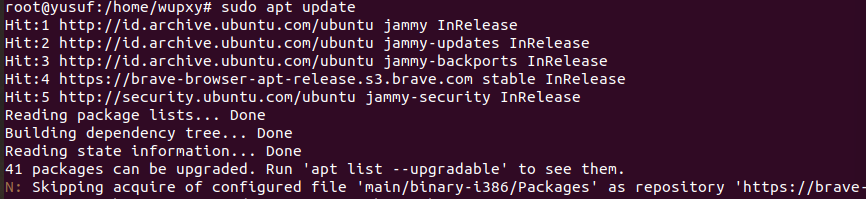 root@yusuf:/home/wupxy# sudo apt update
Hit:1 http://id.archive.ubuntu.com/ubuntu jammy InRelease
Hit:2 http://id.archive.ubuntu.com/ubuntu jammy-updates InRelease
Hit:3 http://id.archive.ubuntu.com/ubuntu jammy-backports InRelease
Hit:4 https://brave-browser-apt-release.s3.brave.com stable InRelease
Hit:5 http://security.ubuntu.com/ubuntu jammy-security InRelease
Reading package lists... Done
Building dependency tree... Done
Reading state information... Done
41 packages can be upgraded. Run 'apt list --upgradable' to see them.
N: Skipping acquire of configured file 'main/binary-i386/Packages' as repository 'https://brave-